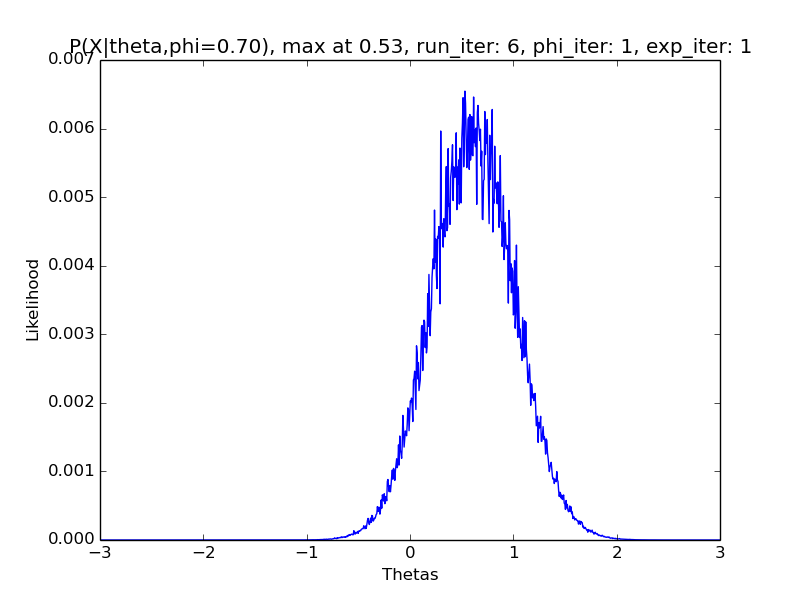 P(X|theta,phi=0.70), max at 0.53, run_iter: 6, phi_iter: 1, exp_iter: 1
0.007
0.006
0.005
0.004
0.003
0.002
0.001
0.000
Likelihood
−3 −2 −1 0 1 2 3
Thetas